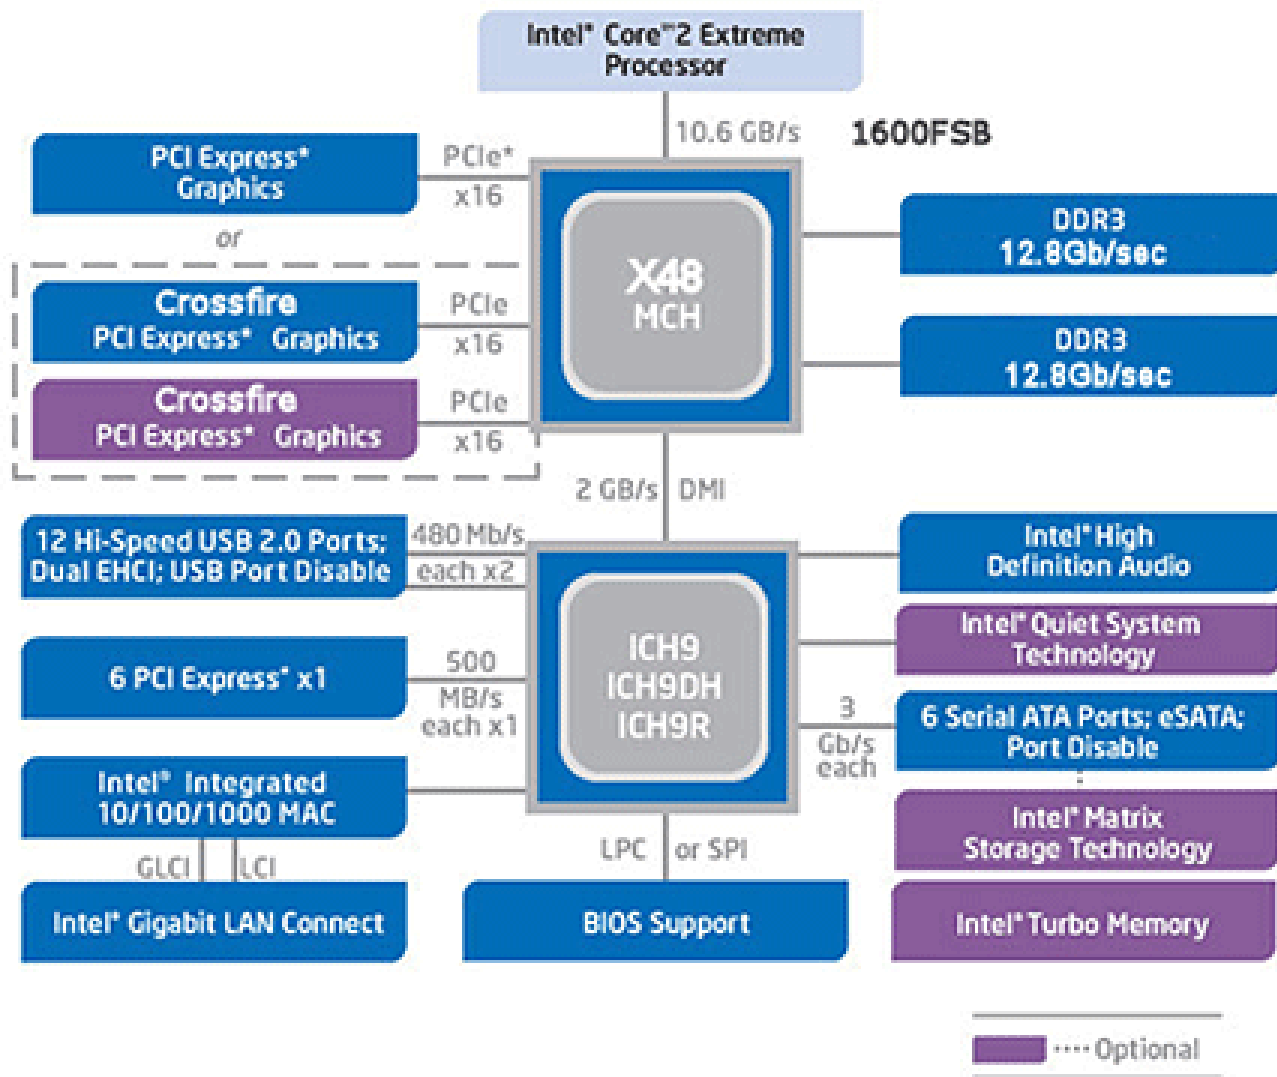 Intel® Core™2 Extreme
Processor
10.6 GB/s
1600FSB
PCI Express*
Graphics
PCIe*
x16
or
Crossfire
PCI Express* Graphics
PCIe
x16
Crossfire
PCI Express* Graphics
PCIe
x16
X48
MCH
DDR3
12.8Gb/sec
DDR3
12.8Gb/sec
2 GB/s DMI
12 Hi-Speed USB 2.0 Ports;
Dual EHCI; USB Port Disable
480 Mb/s
each x2
6 PCI Express* x1
500
MB/s
each x1
Intel® Integrated
10/100/1000 MAC
GLCI LCI
Intel® Gigabit LAN Connect
ICH9
ICH9DH
ICH9R
LPC or SPI
BIOS Support
Intel® High
Definition Audio
Intel® Quiet System
Technology
3
Gb/s
each
6 Serial ATA Ports; eSATA;
Port Disable
Intel® Matrix
Storage Technology
Intel® Turbo Memory
Optional